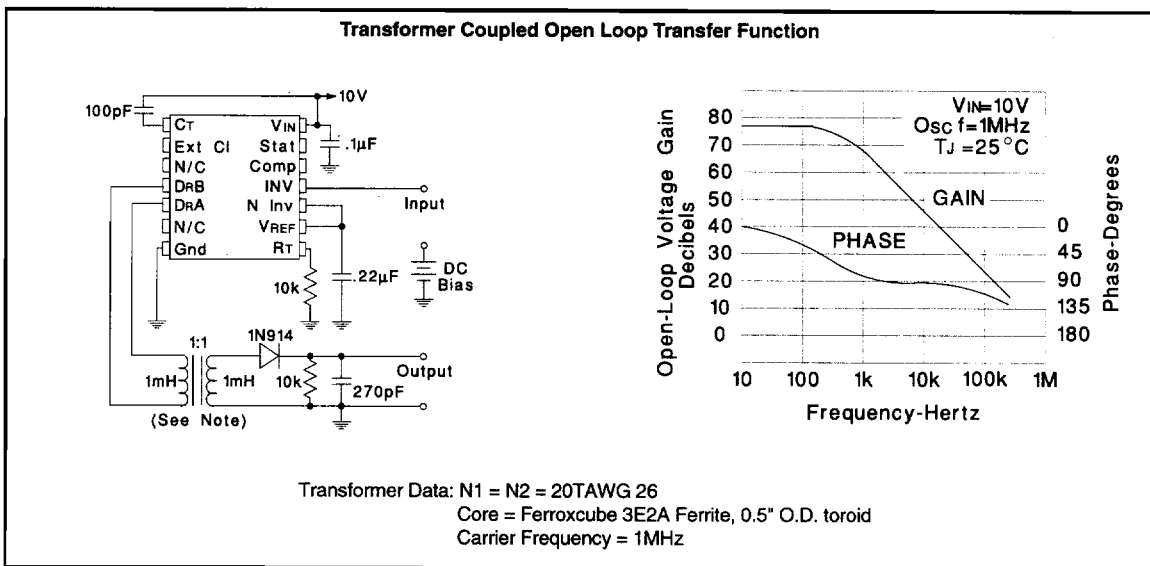 Transformer Coupled Open Loop Transfer Function
10V
100pF
CT
VIN
.1µF
Ext Cl
Stat
N/C
Comp
DRB
INV
Input
DRA
N Inv
N/C
VREF
Gnd
RT
10k
.22µF
DC
Bias
1:1
1N914
1mH
1mH
10k
270pF
Output
(See Note)
VIN=10V
Osc f=1MHz
TJ =25°C
GAIN
PHASE
Open-Loop Voltage Gain
Decibels
80
70
60
50
40
30
20
10
0
0
45
90
135
180
Phase-Degrees
10 100 1k 10k 100k 1M
Frequency-Hertz
Transformer Data: N1 = N2 = 20TAWG 26
Core = Ferroxcube 3E2A Ferrite, 0.5" O.D. toroid
Carrier Frequency = 1MHz